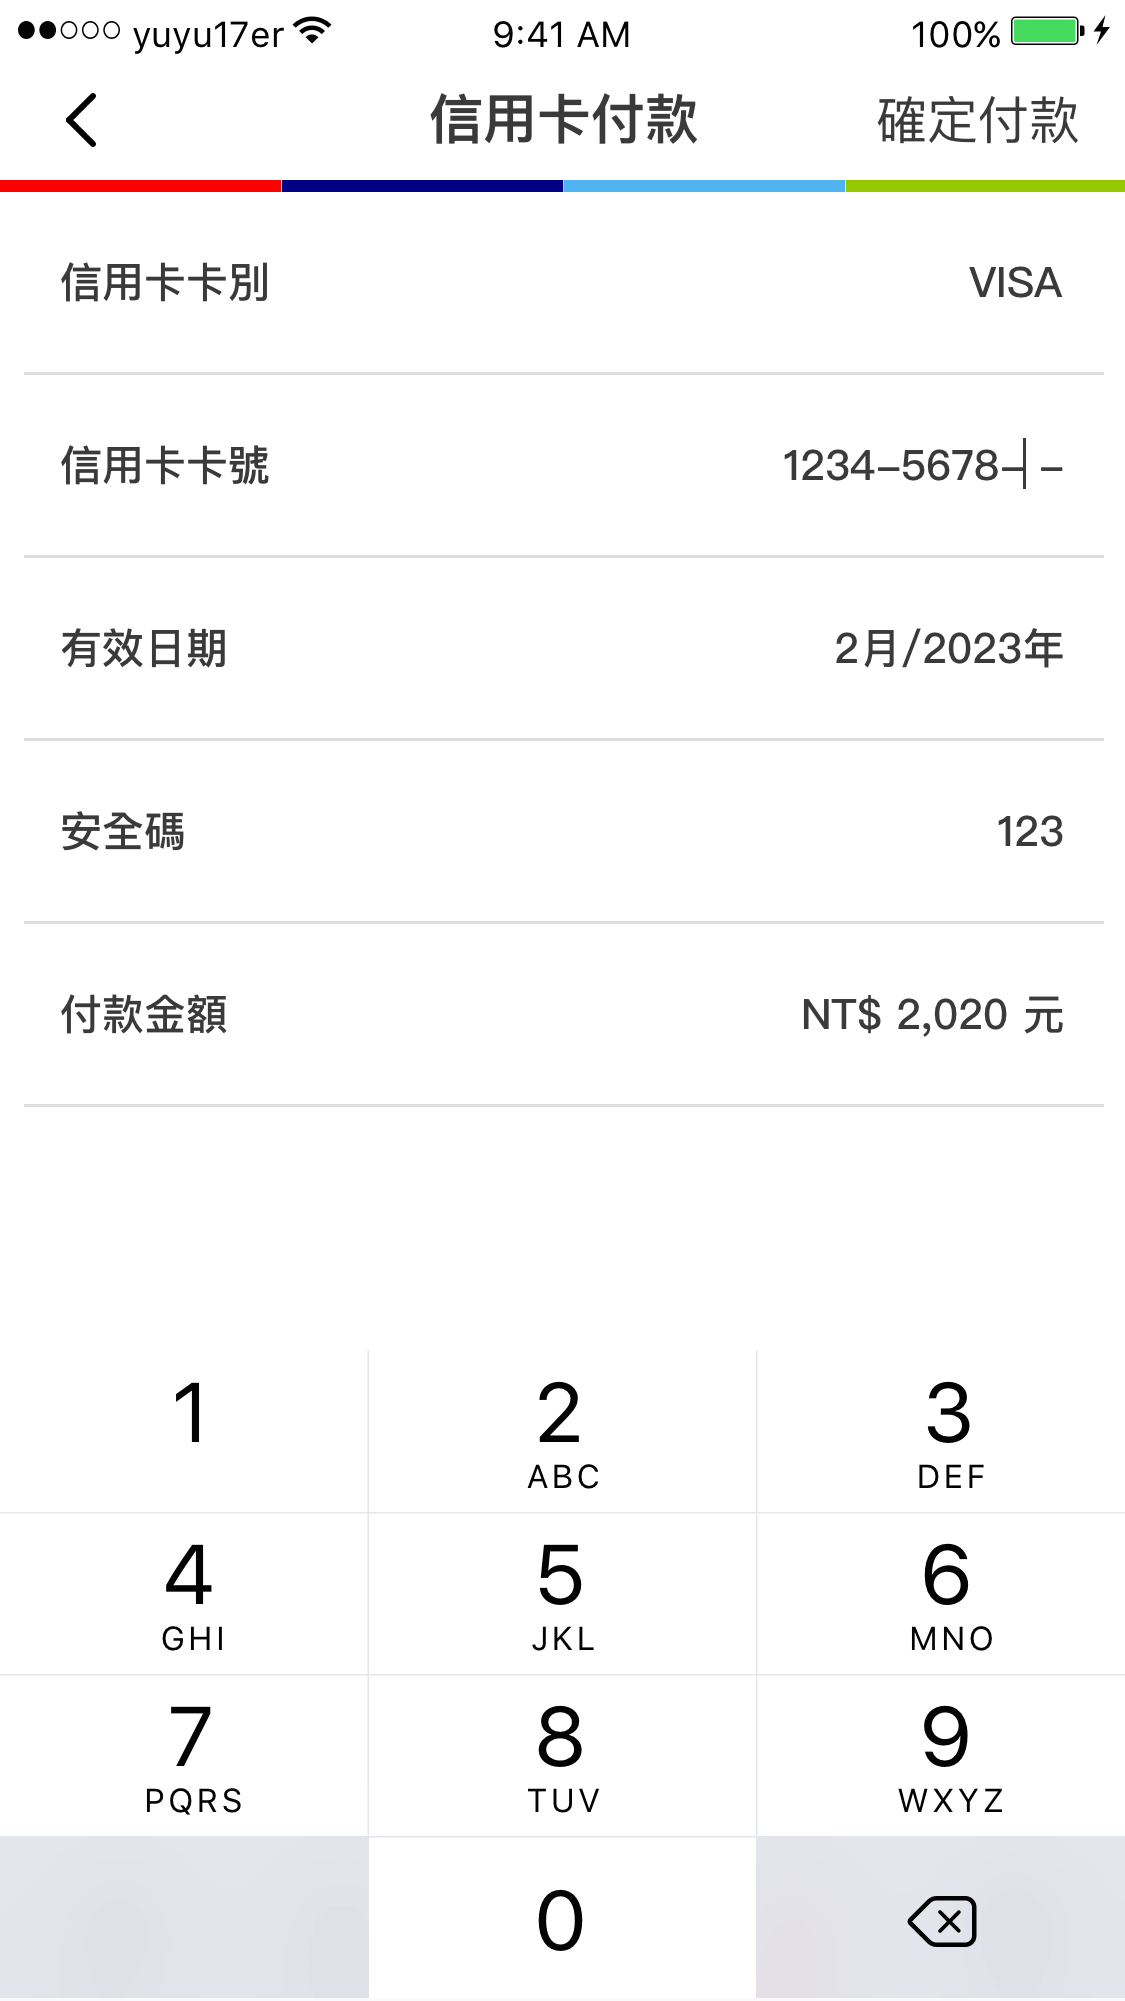 yuyu17er 9:41 AM 100%
信用卡付款 確定付款
信用卡卡別 VISA
信用卡卡號 1234–5678–| –
有效日期 2月/2023年
安全碼 123
付款金額 NT$ 2,020 元
1 2 3
ABC DEF
4 5 6
GHI JKL MNO
7 8 9
PQRS TUV WXYZ
0